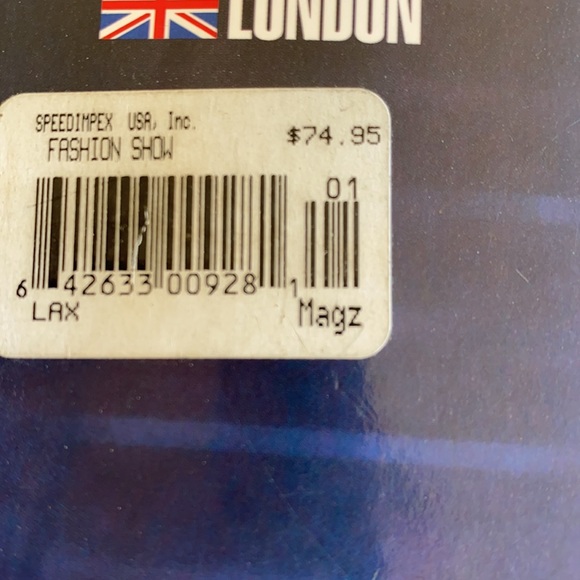 LONDON
SPEEDIMPEX USA, Inc.
FASHION SHOW
$74.95
01
6 42633 00928 1
LAX
Magz